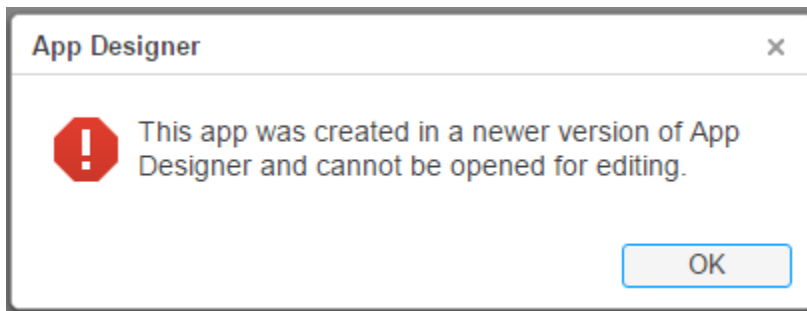 App Designer
This app was created in a newer version of App
Designer and cannot be opened for editing.
OK